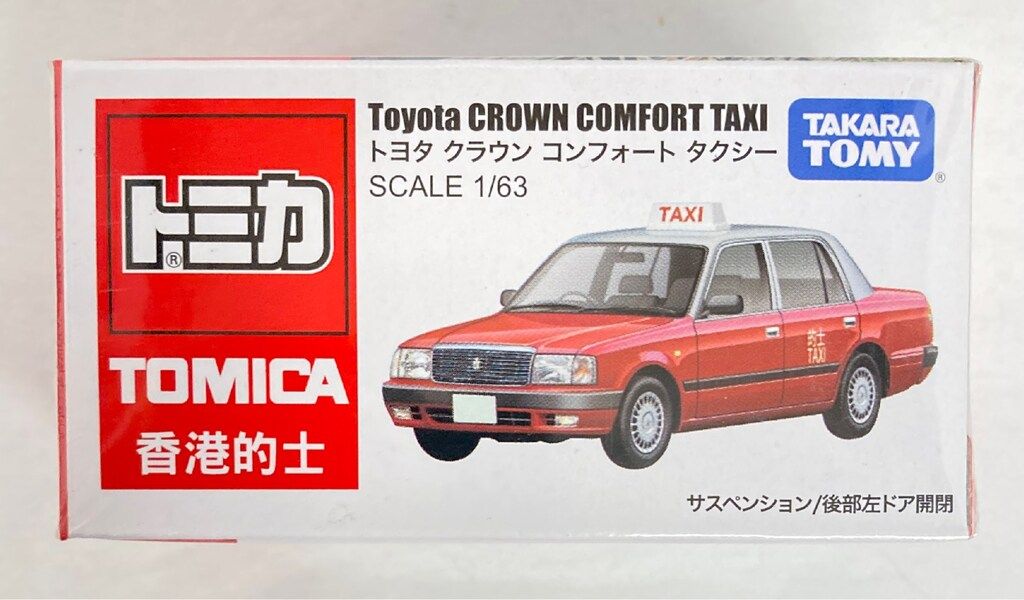 Toyota CROWN COMFORT TAXI
トヨタ クラウン コンフォート タクシー
SCALE 1/63
TAKARA
TOMY
®
トミカ
®
TOMICA
香港的士
TAXI
的士
TAXI
サスペンション/後部左ドア開閉